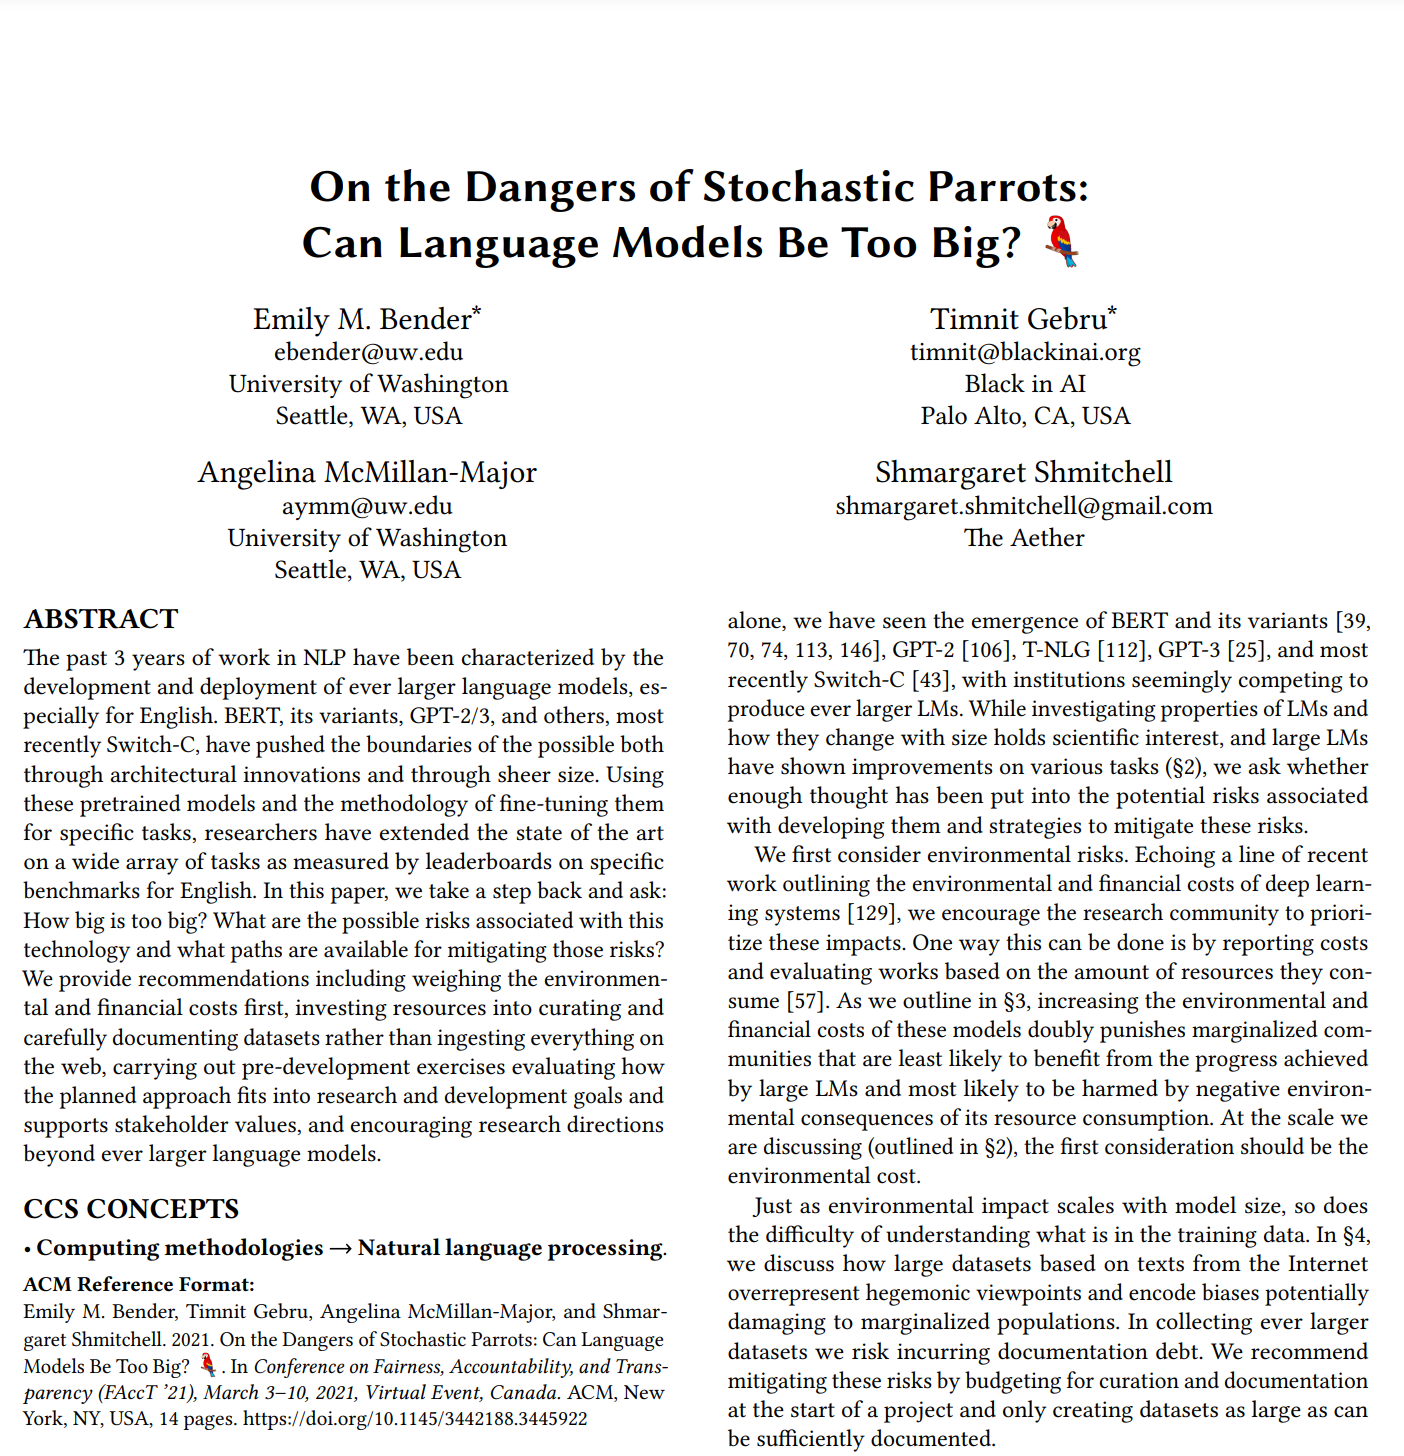 On the Dangers of Stochastic Parrots:
Can Language Models Be Too Big? 🦜
Emily M. Bender*
ebender@uw.edu
University of Washington
Seattle, WA, USA
Timnit Gebru*
timnit@blackinai.org
Black in AI
Palo Alto, CA, USA
Angelina McMillan-Major
aymm@uw.edu
University of Washington
Seattle, WA, USA
Shmargaret Shmitchell
shmargaret.shmitchell@gmail.com
The Aether
ABSTRACT
The past 3 years of work in NLP have been characterized by the
development and deployment of ever larger language models, es-
pecially for English. BERT, its variants, GPT-2/3, and others, most
recently Switch-C, have pushed the boundaries of the possible both
through architectural innovations and through sheer size. Using
these pretrained models and the methodology of fine-tuning them
for specific tasks, researchers have extended the state of the art
on a wide array of tasks as measured by leaderboards on specific
benchmarks for English. In this paper, we take a step back and ask:
How big is too big? What are the possible risks associated with this
technology and what paths are available for mitigating those risks?
We provide recommendations including weighing the environmen-
tal and financial costs first, investing resources into curating and
carefully documenting datasets rather than ingesting everything on
the web, carrying out pre-development exercises evaluating how
the planned approach fits into research and development goals and
supports stakeholder values, and encouraging research directions
beyond ever larger language models.
CCS CONCEPTS
• Computing methodologies → Natural language processing.
ACM Reference Format:
Emily M. Bender, Timnit Gebru, Angelina McMillan-Major, and Shmar-
garet Shmitchell. 2021. On the Dangers of Stochastic Parrots: Can Language
Models Be Too Big? 🦜. In Conference on Fairness, Accountability, and Trans-
parency (FAccT ’21), March 3–10, 2021, Virtual Event, Canada. ACM, New
York, NY, USA, 14 pages. https://doi.org/10.1145/3442188.3445922
alone, we have seen the emergence of BERT and its variants [39,
70, 74, 113, 146], GPT-2 [106], T-NLG [112], GPT-3 [25], and most
recently Switch-C [43], with institutions seemingly competing to
produce ever larger LMs. While investigating properties of LMs and
how they change with size holds scientific interest, and large LMs
have shown improvements on various tasks (§2), we ask whether
enough thought has been put into the potential risks associated
with developing them and strategies to mitigate these risks.
We first consider environmental risks. Echoing a line of recent
work outlining the environmental and financial costs of deep learn-
ing systems [129], we encourage the research community to priori-
tize these impacts. One way this can be done is by reporting costs
and evaluating works based on the amount of resources they con-
sume [57]. As we outline in §3, increasing the environmental and
financial costs of these models doubly punishes marginalized com-
munities that are least likely to benefit from the progress achieved
by large LMs and most likely to be harmed by negative environ-
mental consequences of its resource consumption. At the scale we
are discussing (outlined in §2), the first consideration should be the
environmental cost.
Just as environmental impact scales with model size, so does
the difficulty of understanding what is in the training data. In §4,
we discuss how large datasets based on texts from the Internet
overrepresent hegemonic viewpoints and encode biases potentially
damaging to marginalized populations. In collecting ever larger
datasets we risk incurring documentation debt. We recommend
mitigating these risks by budgeting for curation and documentation
at the start of a project and only creating datasets as large as can
be sufficiently documented.